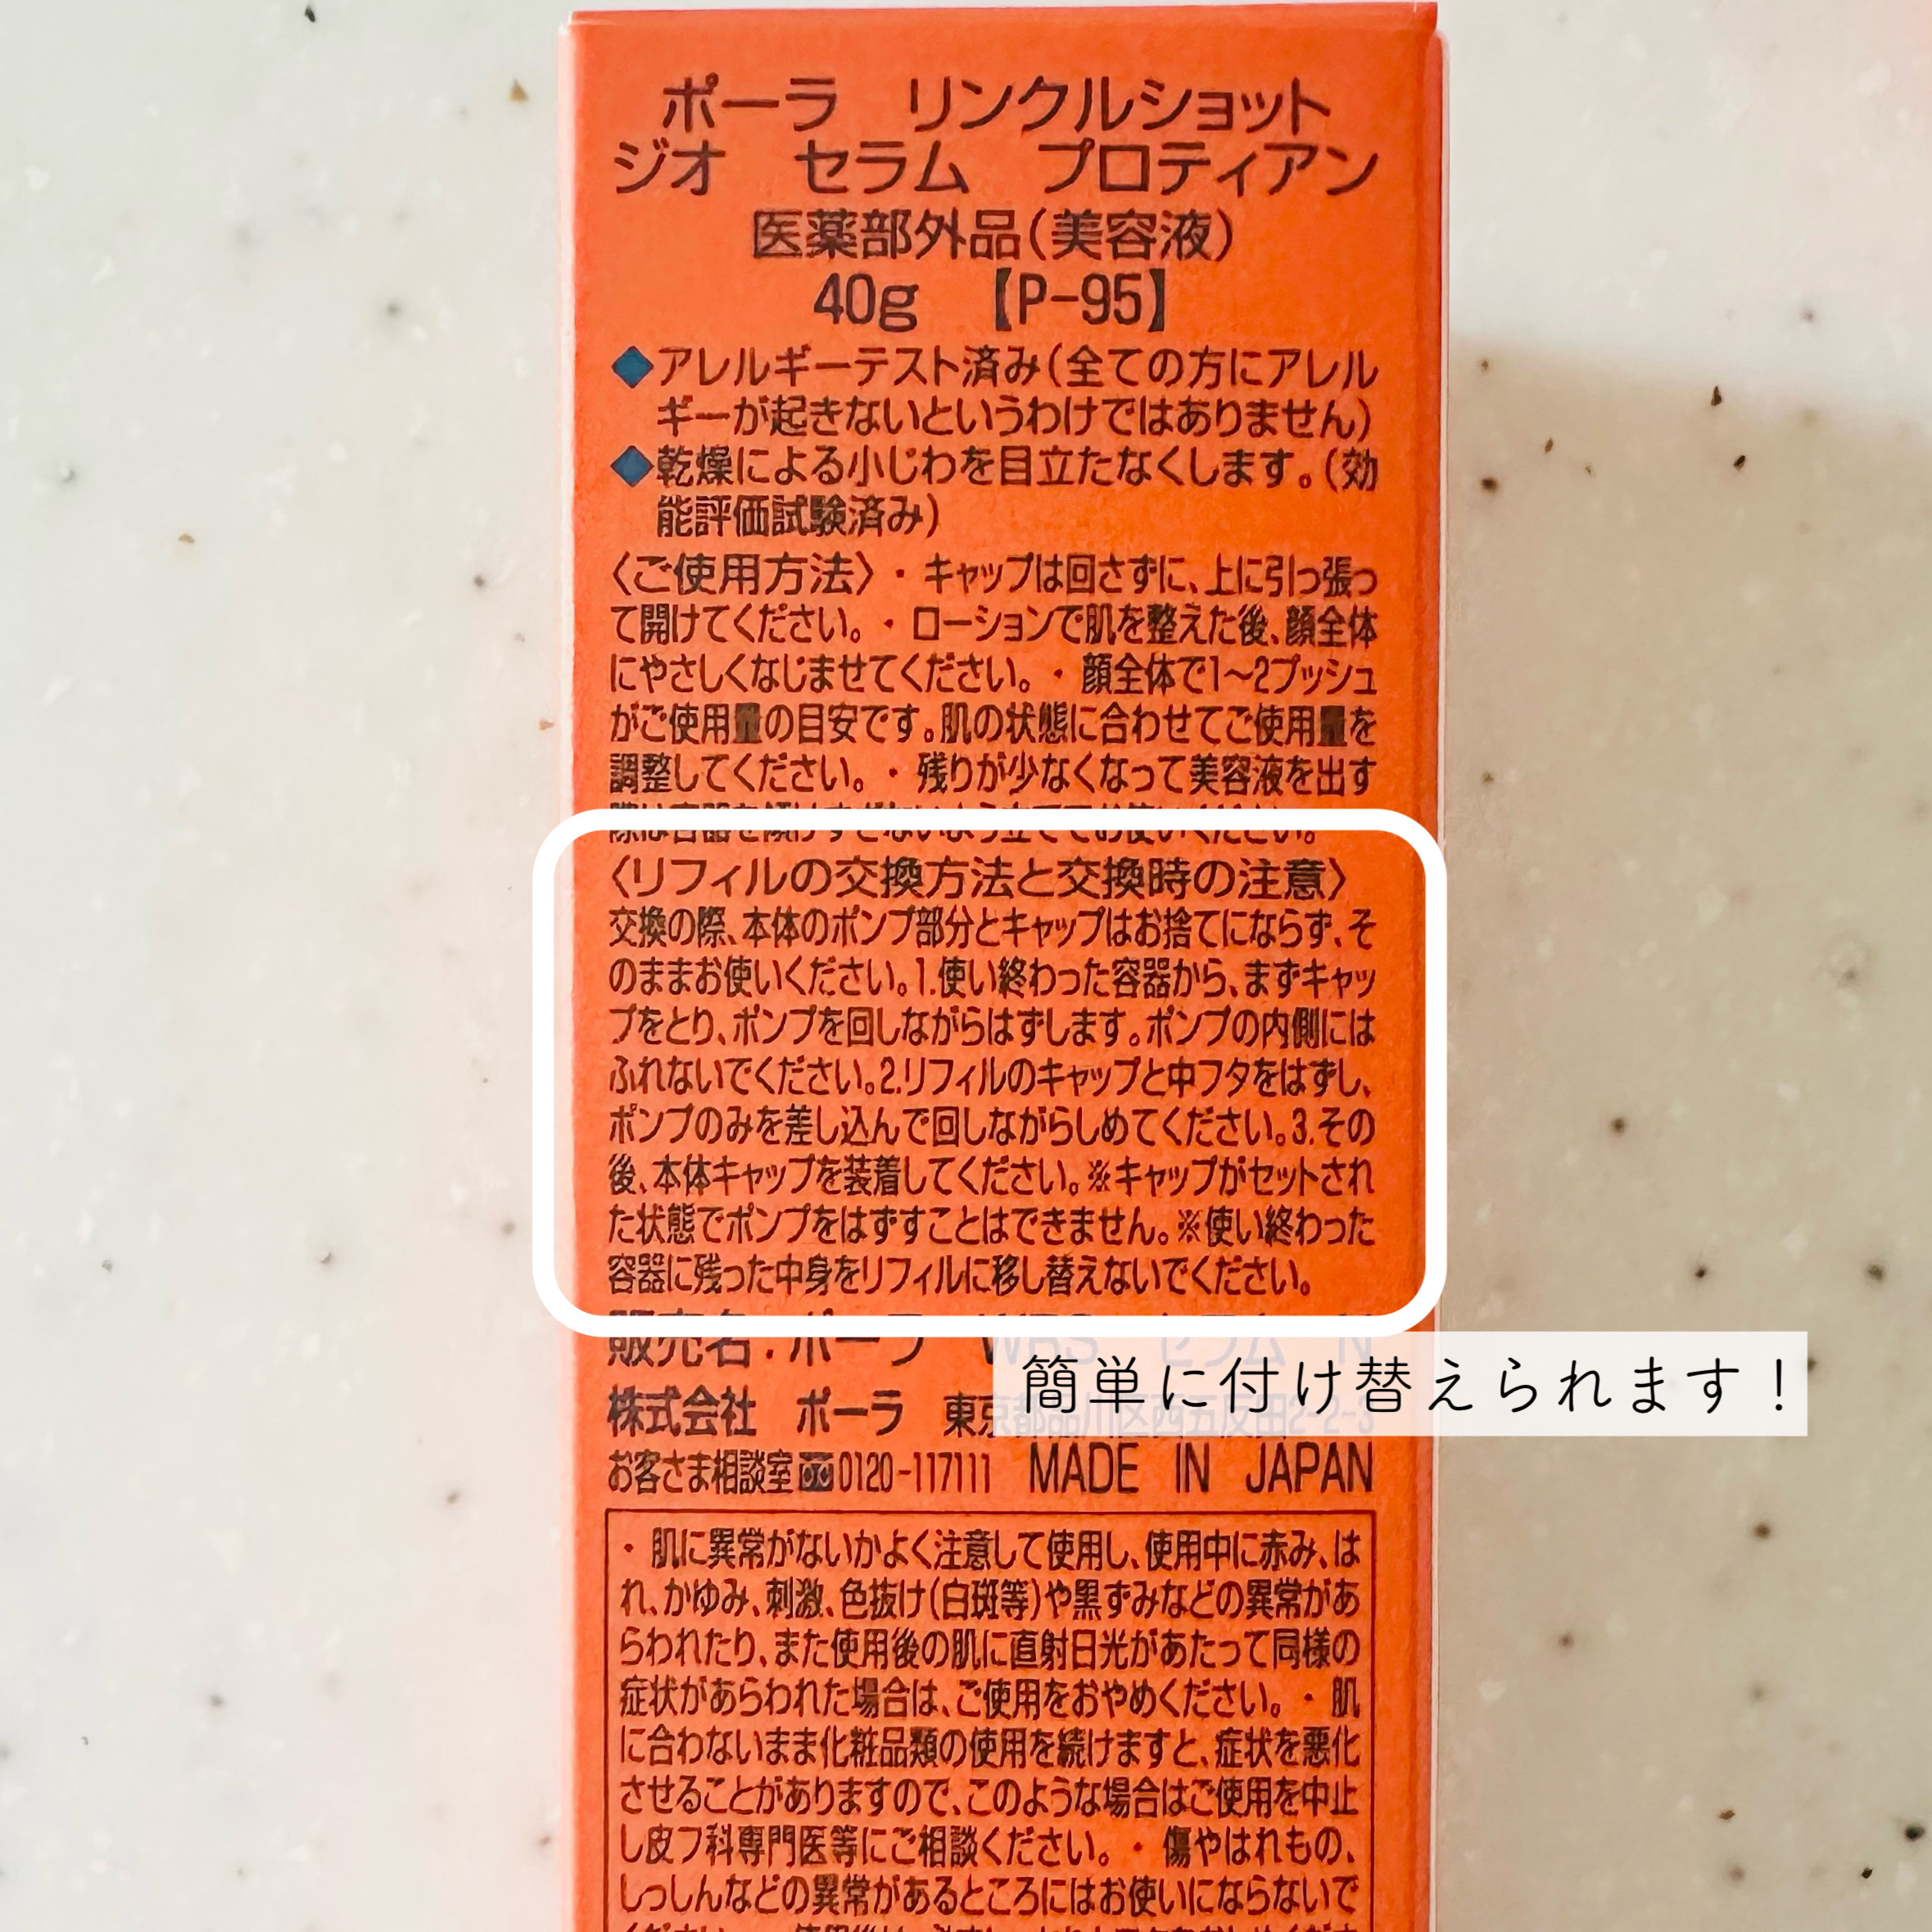 ポーラ リンクルショット
ジオ セラム プロティアン
医薬部外品(美容液)
40g 【P-95】
◆アレルギーテスト済み(全ての方にアレル
ギーが起きないというわけではありません)
◆乾燥による小じわを目立たなくします。(効
能評価試験済み)
〈ご使用方法〉・キャップは回さずに、上に引っ張っ
て開けてください。・ローションで肌を整えた後、顔全体
にやさしくなじませてください。・顔全体で1~2プッシュ
がご使用量の目安です。肌の状態に合わせてご使用量を
調整してください。・残りが少なくなって美容液を出す
際は容器を傾けすぎないよう立ててお使いください。
〈リフィルの交換方法と交換時の注意〉
交換の際、本体のポンプ部分とキャップはお捨てにならず、そ
のままお使いください。1.使い終わった容器から、まずキャッ
プをとり、ポンプを回しながらはずします。ポンプの内側には
ふれないでください。2.リフィルのキャップと中フタをはずし、
ポンプのみを差し込んで回しながらしめてください。3.その
後、本体キャップを装着してください。※キャップがセットされ
た状態でポンプをはずすことはできません。※使い終わった
容器に残った中身をリフィルに移し替えないでください。
販売名:ポーラ WRS セラム N
簡単に付け替えられます!
株式会社 ポーラ 東京都品川区西五反田2-2-3
お客さま相談室 0120-117111 MADE IN JAPAN
・肌に異常がないかよく注意して使用し、使用中に赤み、は
れ、かゆみ、刺激、色抜け(白斑等)や黒ずみなどの異常があ
らわれたり、また使用後の肌に直射日光があたって同様の
症状があらわれた場合は、ご使用をおやめください。・肌
に合わないまま化粧品類の使用を続けますと、症状を悪化
させることがありますので、このような場合はご使用を中止
し皮フ科専門医等にご相談ください。・傷やはれもの、
しっしんなどの異常があるところにはお使いにならないで